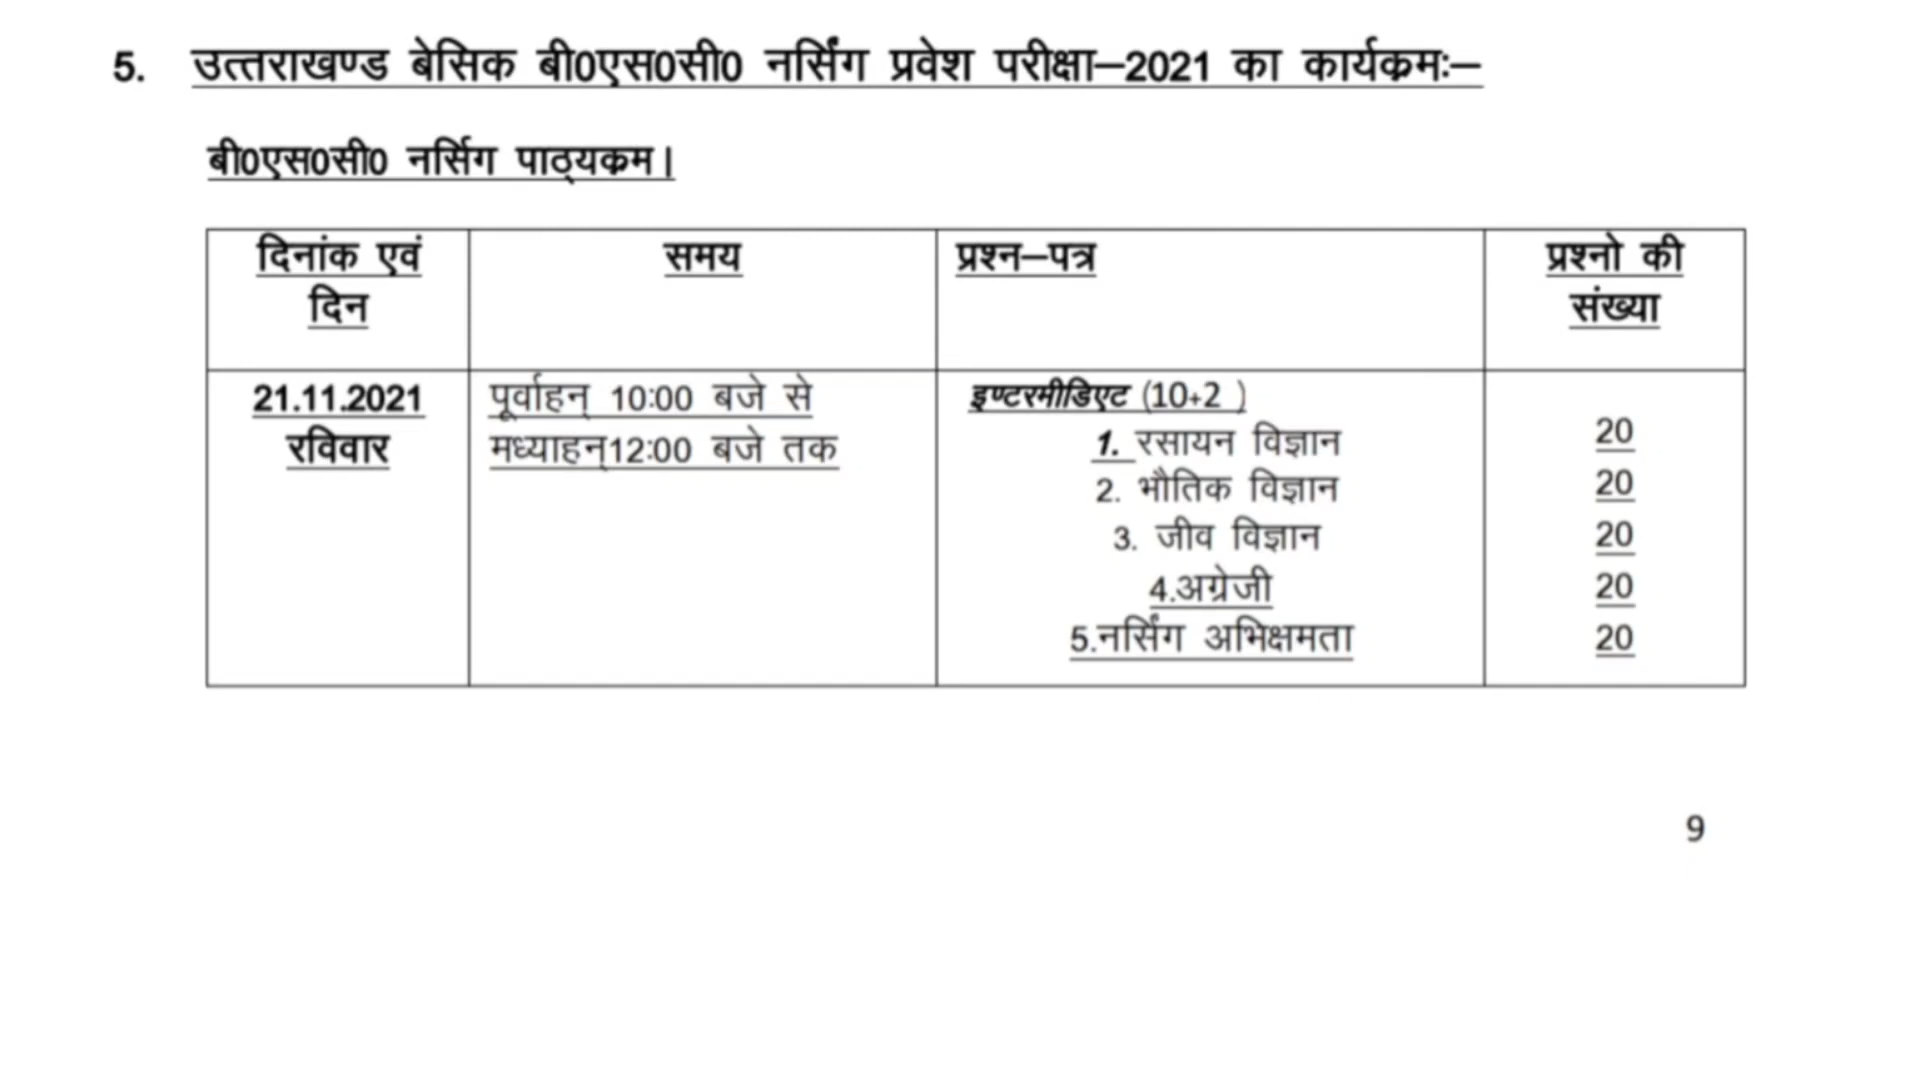 5. उत्तराखण्ड बेसिक बी0एस0सी0 नर्सिंग प्रवेश परीक्षा–2021 का कार्यक्रमः–
बी0एस0सी0 नर्सिग पाठ्यक्रम।
दिनांक एवं
दिन
समय
प्रश्न–पत्र
प्रश्नो की
संख्या
21.11.2021
रविवार
पूर्वाहन् 10:00 बजे से
मध्याहन्12:00 बजे तक
इण्टरमीडिएट (10+2 )
1. रसायन विज्ञान
2. भौतिक विज्ञान
3. जीव विज्ञान
4.अग्रेजी
5.नर्सिंग अभिक्षमता
20
20
20
20
20
9